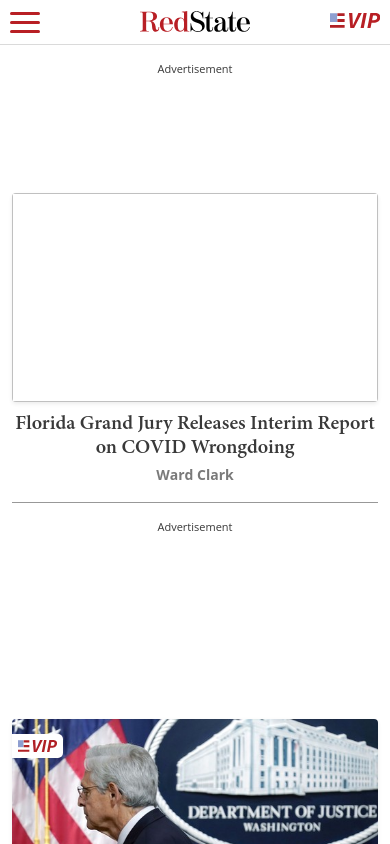 RedState
VIP
Advertisement
Florida Grand Jury Releases Interim Report
on COVID Wrongdoing
Ward Clark
Advertisement
VIP
DEPARTMENT OF JUSTICE
WASHINGTON